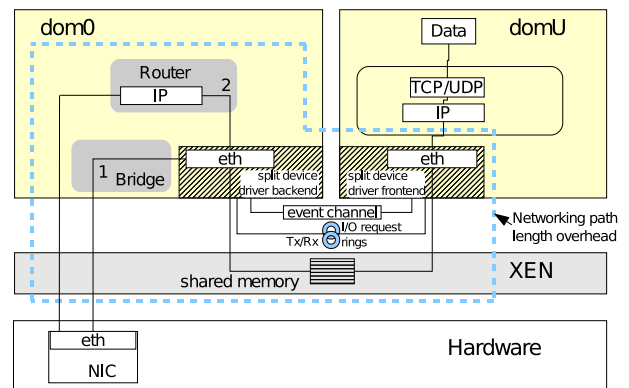 dom0
domU
Data
Router
2
IP
TCP/UDP
IP
eth
eth
1
Bridge
split device
driver backend
split device
driver frontend
event channel
I/O request
Tx/Rx
rings
Networking path
length overhead
XEN
shared memory
eth
NIC
Hardware